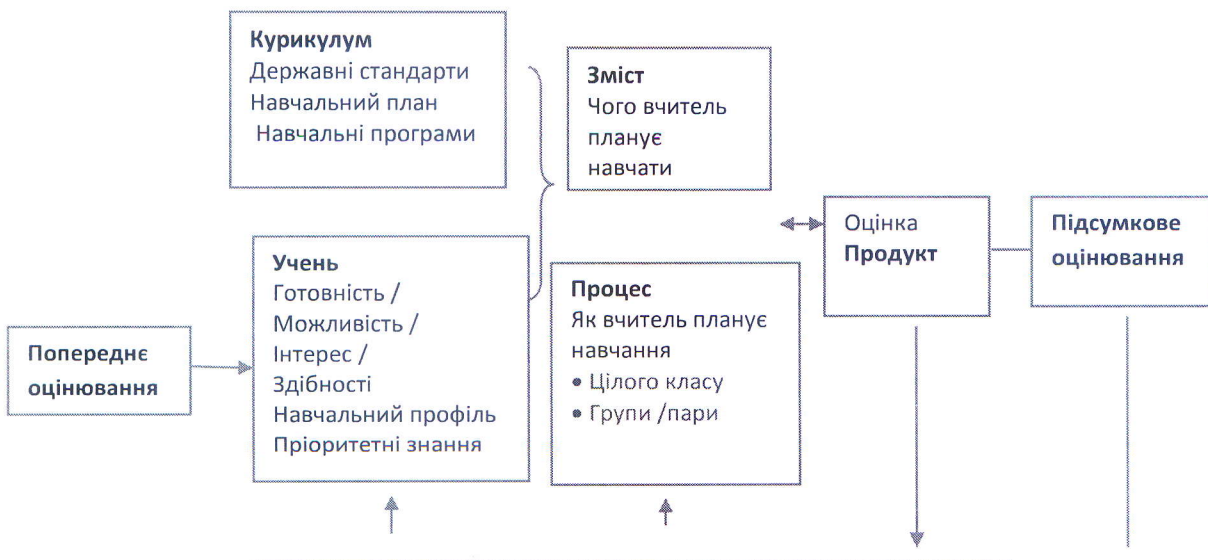 Курикулум
Державні стандарти
Навчальний план
Навчальні програми
Зміст
Чого вчитель
планує
навчати
Оцінка
Продукт
Підсумкове
оцінювання
Учень
Готовність /
Можливість /
Інтерес /
Здібності
Навчальний профіль
Пріоритетні знання
Процес
Як вчитель планує
навчання
• Цілого класу
• Групи /пари
Попереднє
оцінювання